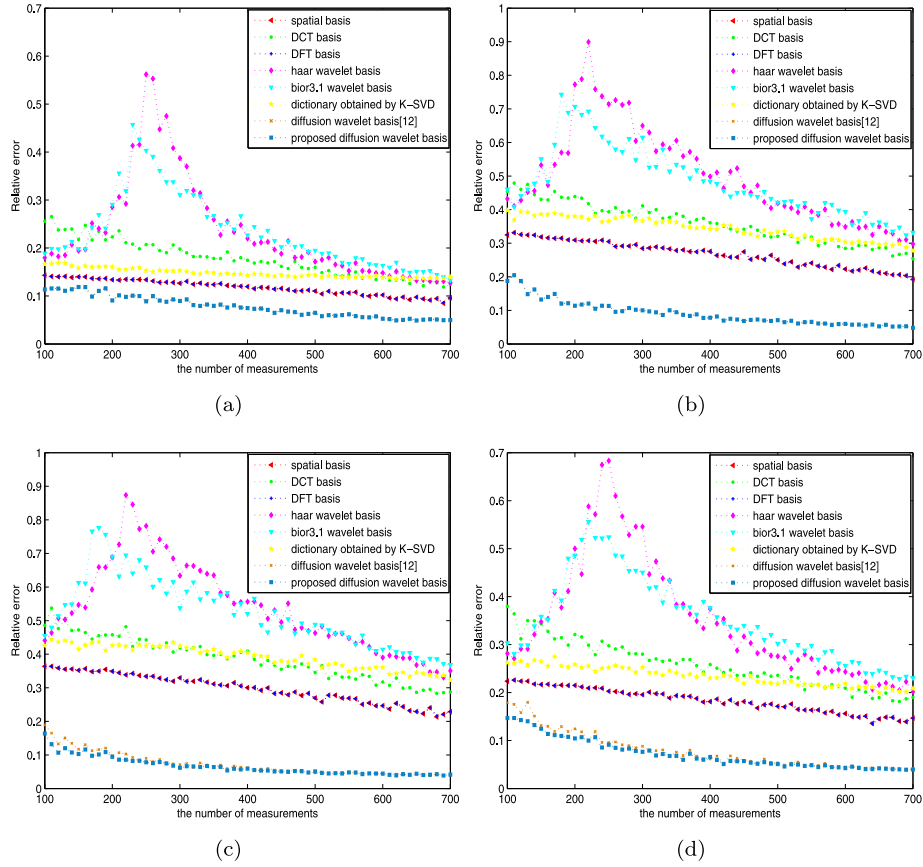 0.7
0.6
0.5
0.4
0.3
0.2
0.1
0
Relative error
100 200 300 400 500 600 700
the number of measurements
spatial basis
DCT basis
DFT basis
haar wavelet basis
bior3.1 wavelet basis
dictionary obtained by K-SVD
diffusion wavelet basis[12]
proposed diffusion wavelet basis
(a)
1
0.9
0.8
0.7
0.6
0.5
0.4
0.3
0.2
0.1
0
Relative error
100 200 300 400 500 600 700
the number of measurements
spatial basis
DCT basis
DFT basis
haar wavelet basis
bior3.1 wavelet basis
dictionary obtained by K-SVD
diffusion wavelet basis[12]
proposed diffusion wavelet basis
(b)
1
0.9
0.8
0.7
0.6
0.5
0.4
0.3
0.2
0.1
0
Relative error
100 200 300 400 500 600 700
the number of measurements
spatial basis
DCT basis
DFT basis
haar wavelet basis
bior3.1 wavelet basis
dictionary obtained by K-SVD
diffusion wavelet basis[12]
proposed diffusion wavelet basis
(c)
0.7
0.6
0.5
0.4
0.3
0.2
0.1
0
Relative error
100 200 300 400 500 600 700
the number of measurements
spatial basis
DCT basis
DFT basis
haar wavelet basis
bior3.1 wavelet basis
dictionary obtained by K-SVD
diffusion wavelet basis[12]
proposed diffusion wavelet basis
(d)